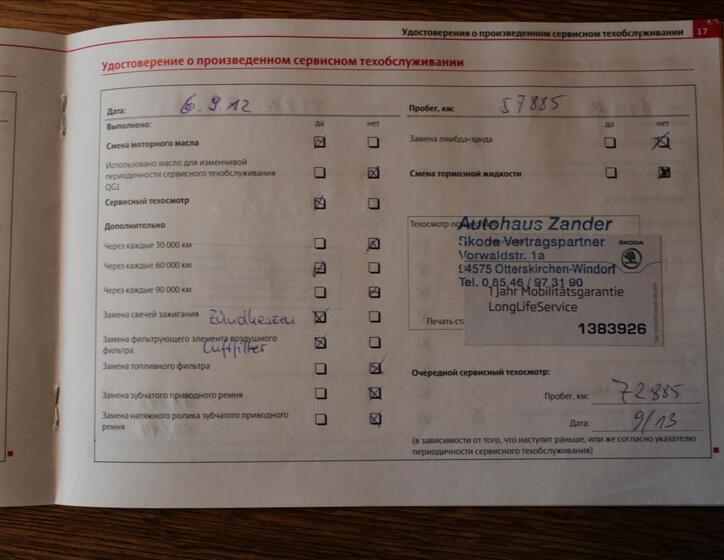 Удостоверения о произведенном сервисном техобслуживании 17
Удостоверение о произведенном сервисном техобслуживании
Дата: 6.9.12
Выполнено: да нет
Смена моторного масла
Использовано масло для изменчивой
периодичности сервисного техобслуживания
QG1
Сервисный техосмотр
Дополнительно
Через каждые 30 000 км
Через каждые 60 000 км
Через каждые 90 000 км
Замена свечей зажигания Zündkerzen
Замена фильтрующего элемента воздушного
фильтра Luftfilter
Замена топливного фильтра
Замена зубчатого приводного ремня
Замена натяжного ролика зубчатого приводного
ремня
Пробег, км: 57885
да нет
Замена лямбда-зонда
Смена тормозной жидкости
Техосмотр
Autohaus Zander
Skoda-Vertragspartner
Vorwaldstr. 1a
94575 Otterskirchen-Windorf
Tel. 0 85 46 / 97 31 90
SKODA
1 Jahr Mobilitätsgarantie
LongLifeService
1383926
Печать
Очередной сервисный техосмотр:
Пробег, км: 72885
Дата: 9/13
(в зависимости от того, что наступит раньше, или же согласно указателю
периодичности сервисного техобслуживания)